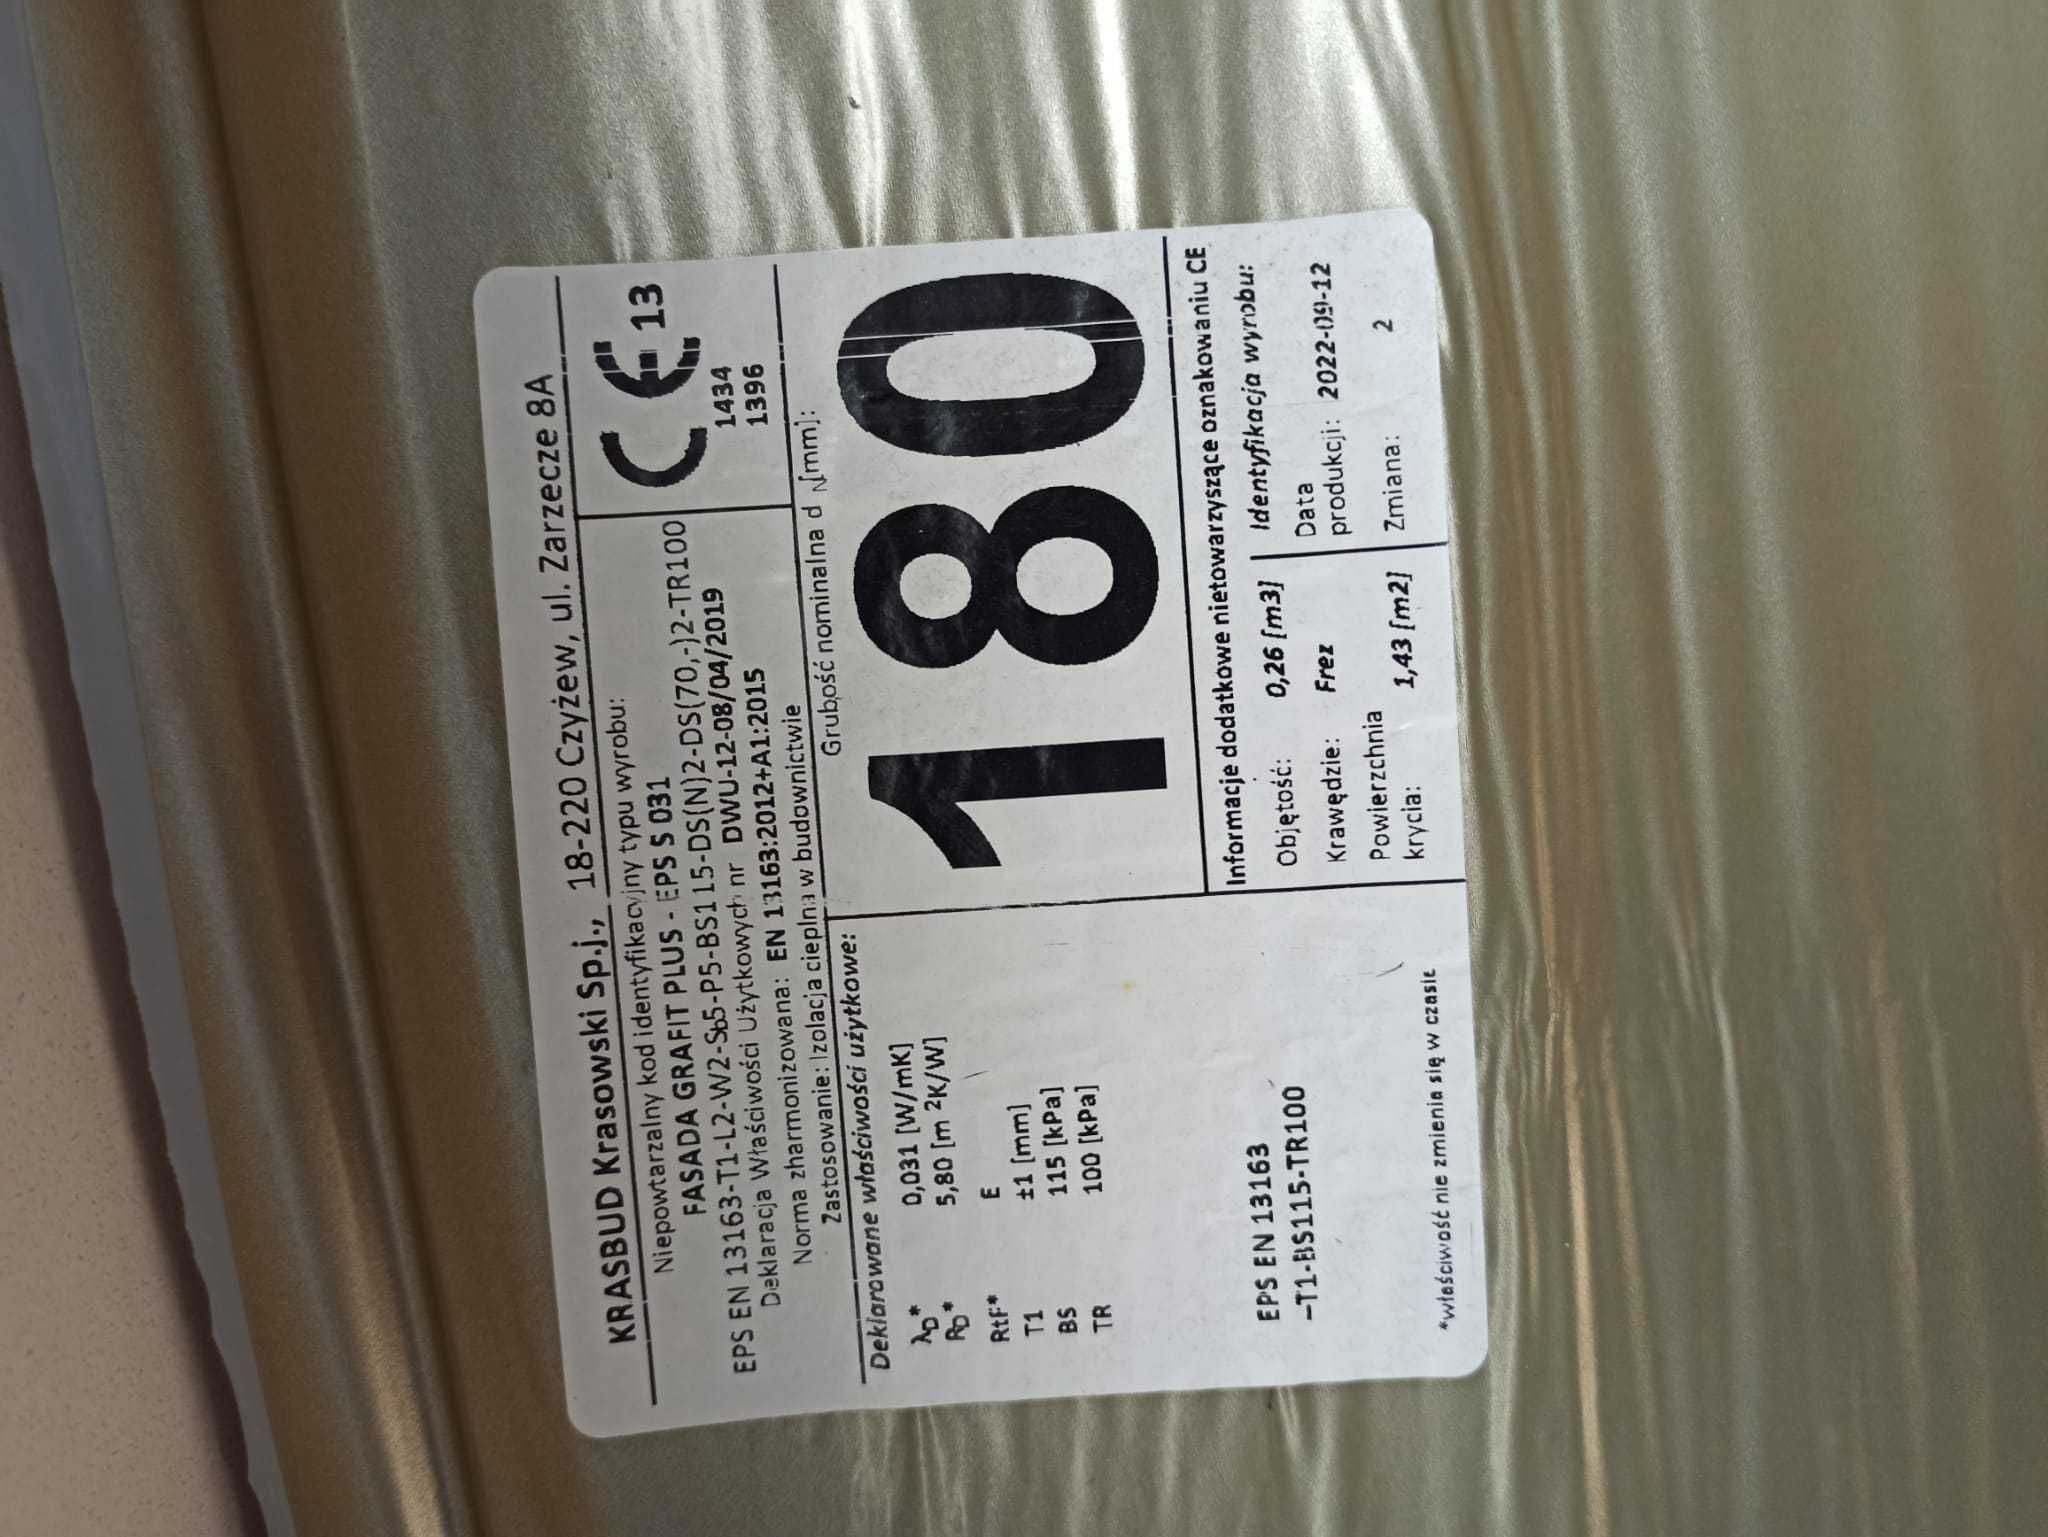 KRASBUD Krasowski Sp.j., 18-220 Czyżew, ul. Zarzecze 8A
Niepowtarzalny kod identyfikacyjny typu wyrobu:
FASADA GRAFIT PLUS - EPS S 031
EPS EN 13163-T1-L2-W2-Sb5-P5-BS115-DS(N)2-DS(70,-)2-TR100
Deklaracja Właściwości Użytkowych nr DWU-12-08/04/2019
Norma zharmonizowana: EN 13163:2012+A1:2015
Zastosowanie: Izolacja cieplna w budownictwie
CE 13
1434
1396
Deklarowane właściwości użytkowe:
λD* 0,031 [W/mK]
RD* 5,80 [m 2K/W]
RtF* E
T1 ±1 [mm]
BS 115 [kPa]
TR 100 [kPa]
EPS EN 13163
–T1-BS115-TR100
*właściwość nie zmienia się w czasie
Grubość nominalna d N[mm]:
180
Informacje dodatkowe nietowarzyszące oznakowaniu CE
Objętość: 0,26 [m3]
Krawędzie: Frez
Powierzchnia
krycia: 1,43 [m2]
Identyfikacja wyrobu:
Data
produkcji: 2022-09-12
Zmiana: 2